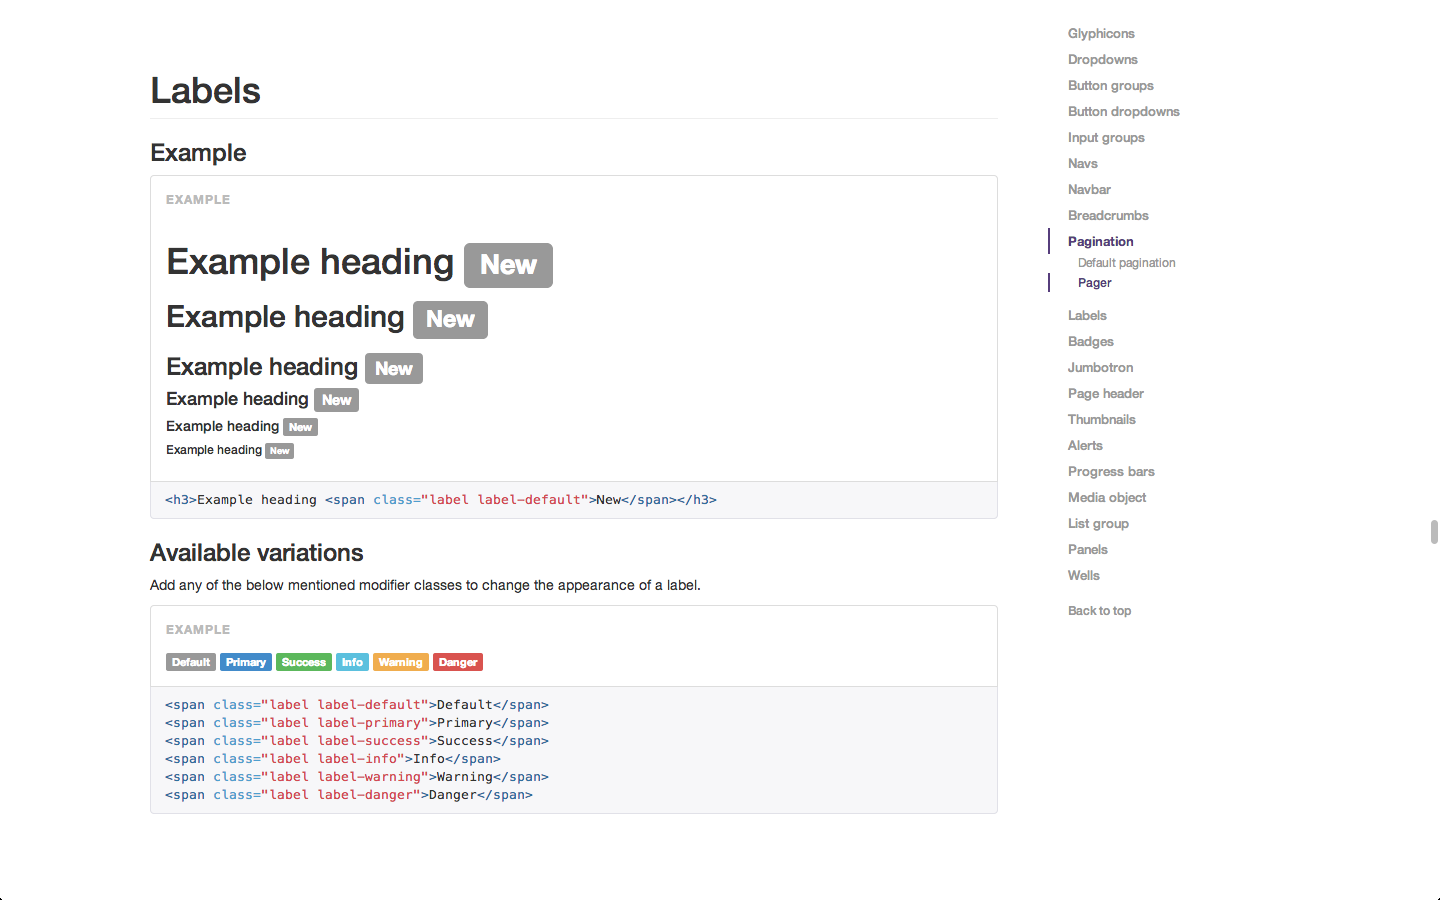 Labels
Example
EXAMPLE
Example heading New
Example heading New
Example heading New
Example heading New
Example heading New
Example heading New
<h3>Example heading <span class="label label-default">New</span></h3>
Available variations
Add any of the below mentioned modifier classes to change the appearance of a label.
EXAMPLE
Default Primary Success Info Warning Danger
<span class="label label-default">Default</span>
<span class="label label-primary">Primary</span>
<span class="label label-success">Success</span>
<span class="label label-info">Info</span>
<span class="label label-warning">Warning</span>
<span class="label label-danger">Danger</span>
Glyphicons
Dropdowns
Button groups
Button dropdowns
Input groups
Navs
Navbar
Breadcrumbs
Pagination
Default pagination
Pager
Labels
Badges
Jumbotron
Page header
Thumbnails
Alerts
Progress bars
Media object
List group
Panels
Wells
Back to top